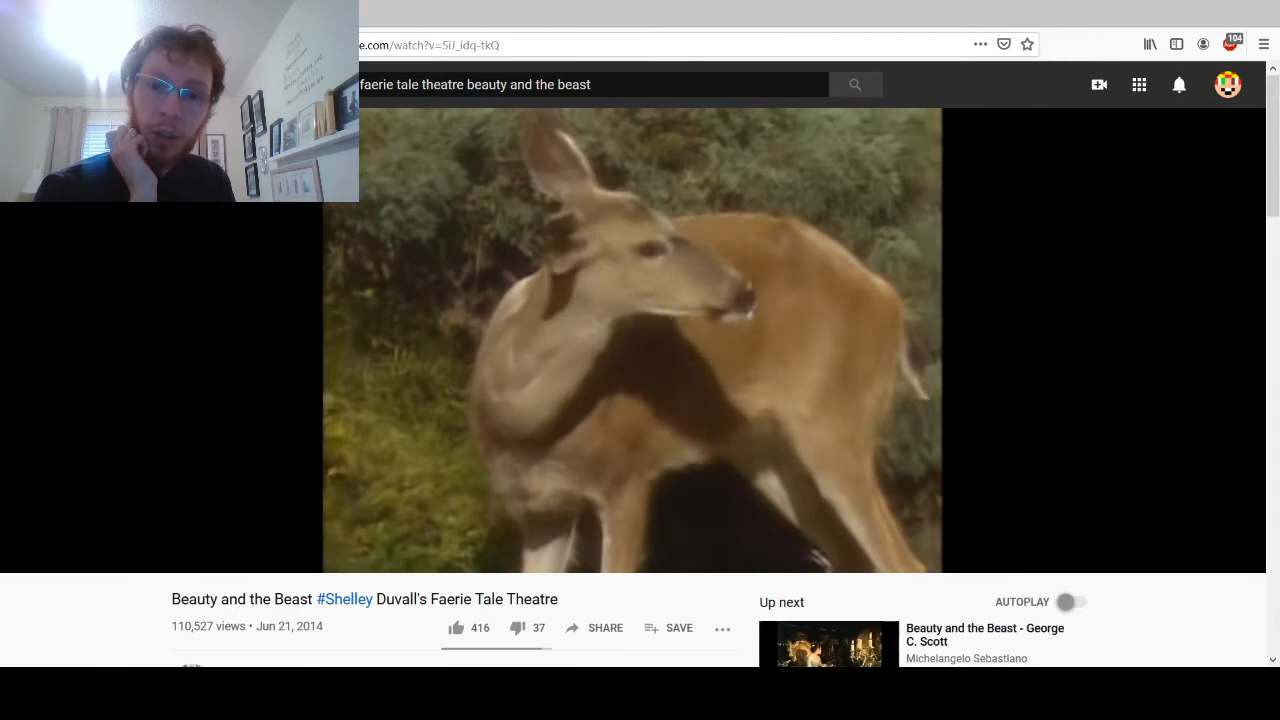 e.com/watch?v=5iJ_idq-tkQ
104
faerie tale theatre beauty and the beast
Beauty and the Beast #Shelley Duvall's Faerie Tale Theatre
110,527 views • Jun 21, 2014
416
37
SHARE
SAVE
Up next
AUTOPLAY
Beauty and the Beast - George
C. Scott
Michelangelo Sebastiano